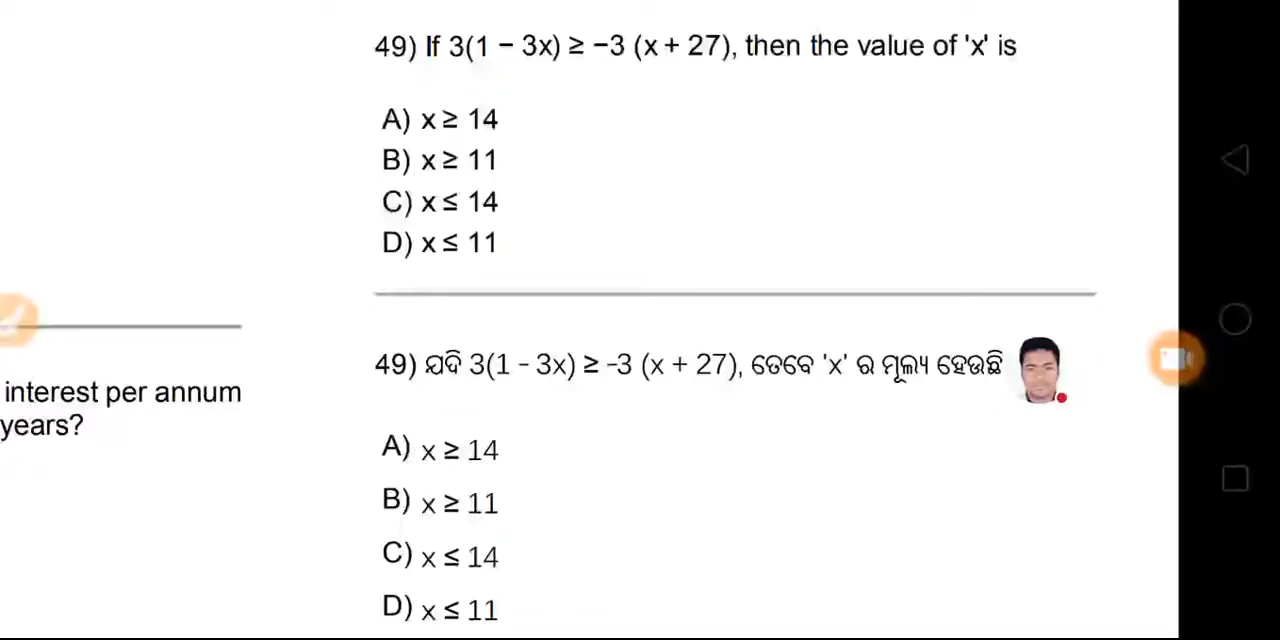 49) If 3(1 − 3x) ≥ −3 (x + 27), then the value of 'x' is
A) x ≥ 14
B) x ≥ 11
C) x ≤ 14
D) x ≤ 11
interest per annum
years?
49) ଯଦି 3(1 - 3x) ≥ -3 (x + 27), ତେବେ 'x' ର ମୂଲ୍ୟ ହେଉଛି
A) x ≥ 14
B) x ≥ 11
C) x ≤ 14
D) x ≤ 11